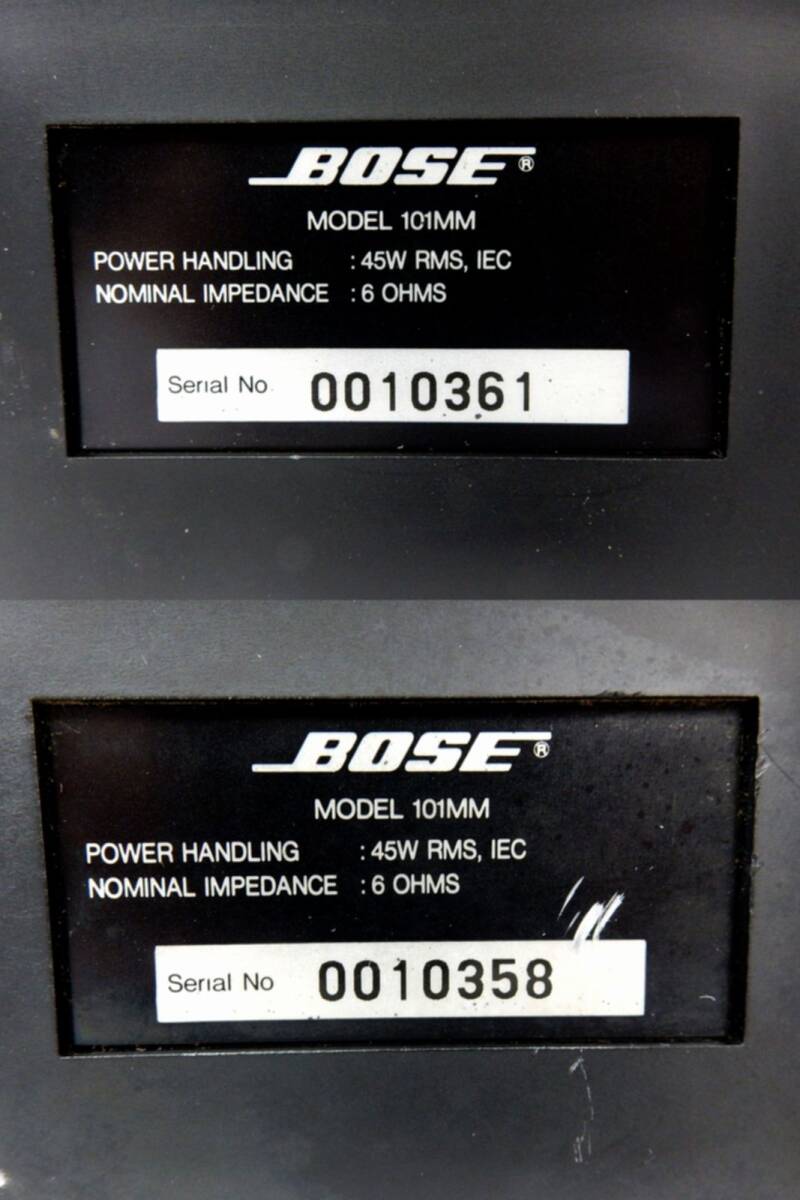 BOSE®
MODEL 101MM
POWER HANDLING : 45W RMS, IEC
NOMINAL IMPEDANCE : 6 OHMS
Serial No. 0010361
BOSE®
MODEL 101MM
POWER HANDLING : 45W RMS, IEC
NOMINAL IMPEDANCE : 6 OHMS
Serial No 0010358